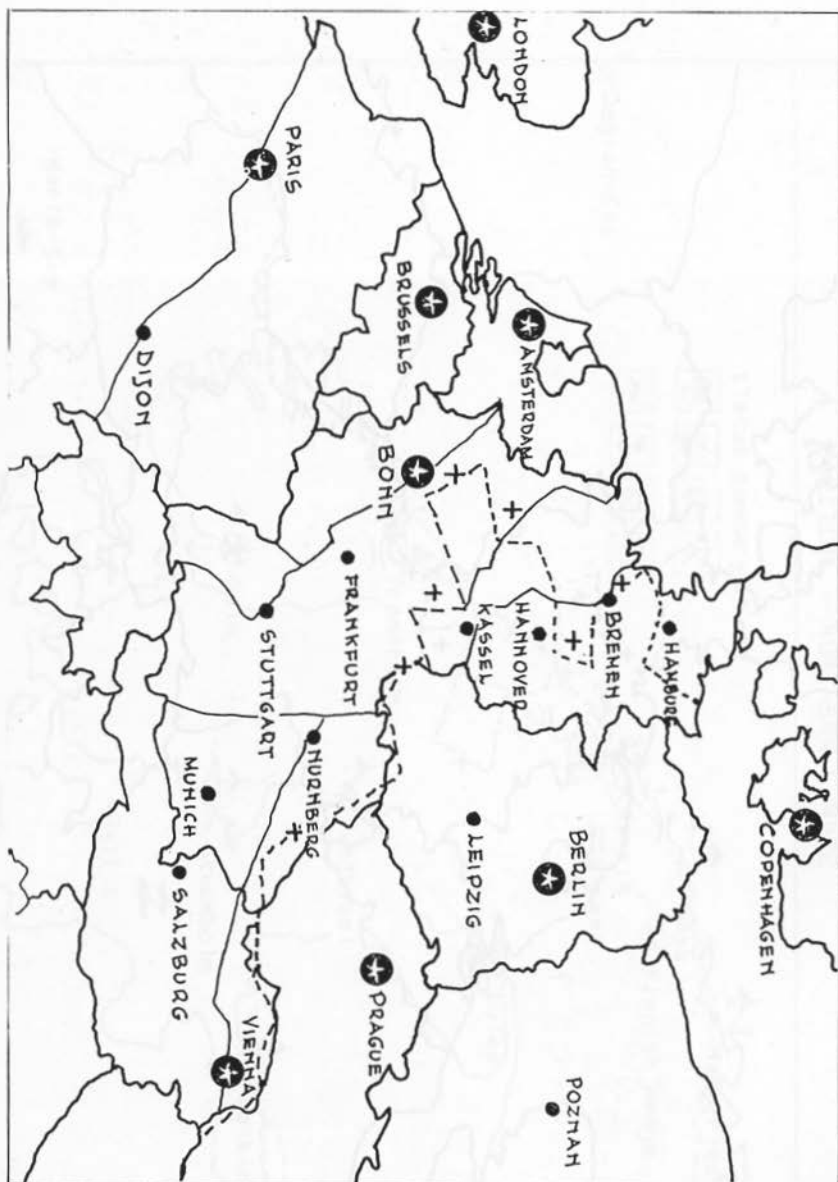 COPENHAGEN
HAMBURG
LONDON
BREMEN
AMSTERDAM
HANNOVER
BERLIN
POZNAN
KASSEL
LEIPZIG
BRUSSELS
BONN
PRAGUE
FRANKFURT
NURNBERG
PARIS
STUTTGART
VIENNA
MUNICH
SALZBURG
DIJON